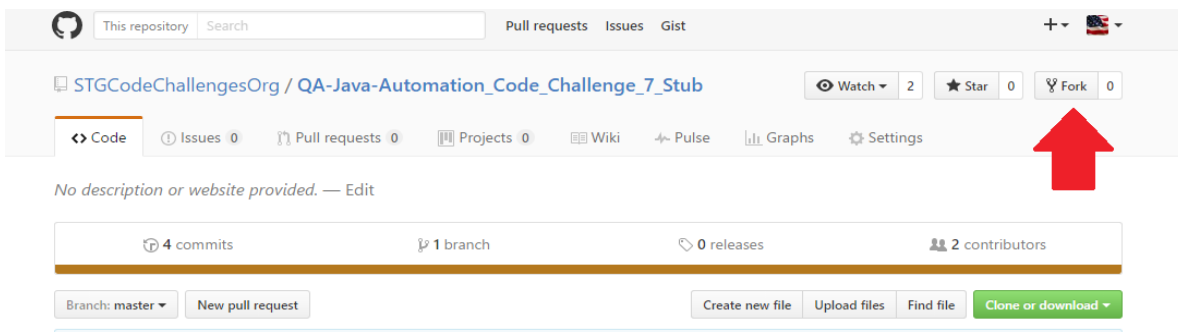 This repository Search Pull requests Issues Gist
STGCodeChallengesOrg / QA-Java-Automation_Code_Challenge_7_Stub Watch 2 Star 0 Fork 0
Code Issues 0 Pull requests 0 Projects 0 Wiki Pulse Graphs Settings
No description or website provided. — Edit
4 commits 1 branch 0 releases 2 contributors
Branch: master New pull request Create new file Upload files Find file Clone or download